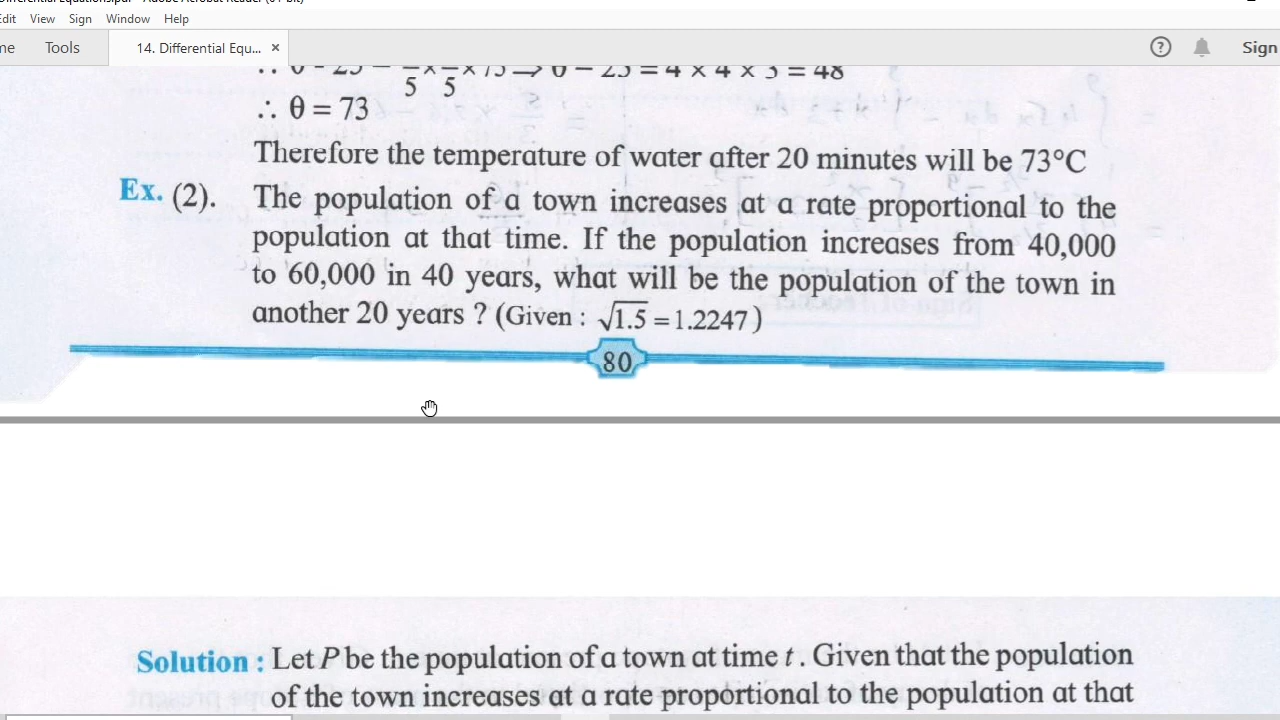 Edit View Sign Window Help
Tools 14. Differential Equ... × ? Sign
∴ θ = 73
Therefore the temperature of water after 20 minutes will be 73°C
Ex. (2). The population of a town increases at a rate proportional to the
population at that time. If the population increases from 40,000
to 60,000 in 40 years, what will be the population of the town in
another 20 years ? (Given : √1.5 = 1.2247)
80
Solution : Let P be the population of a town at time t. Given that the population
of the town increases at a rate proportional to the population at that